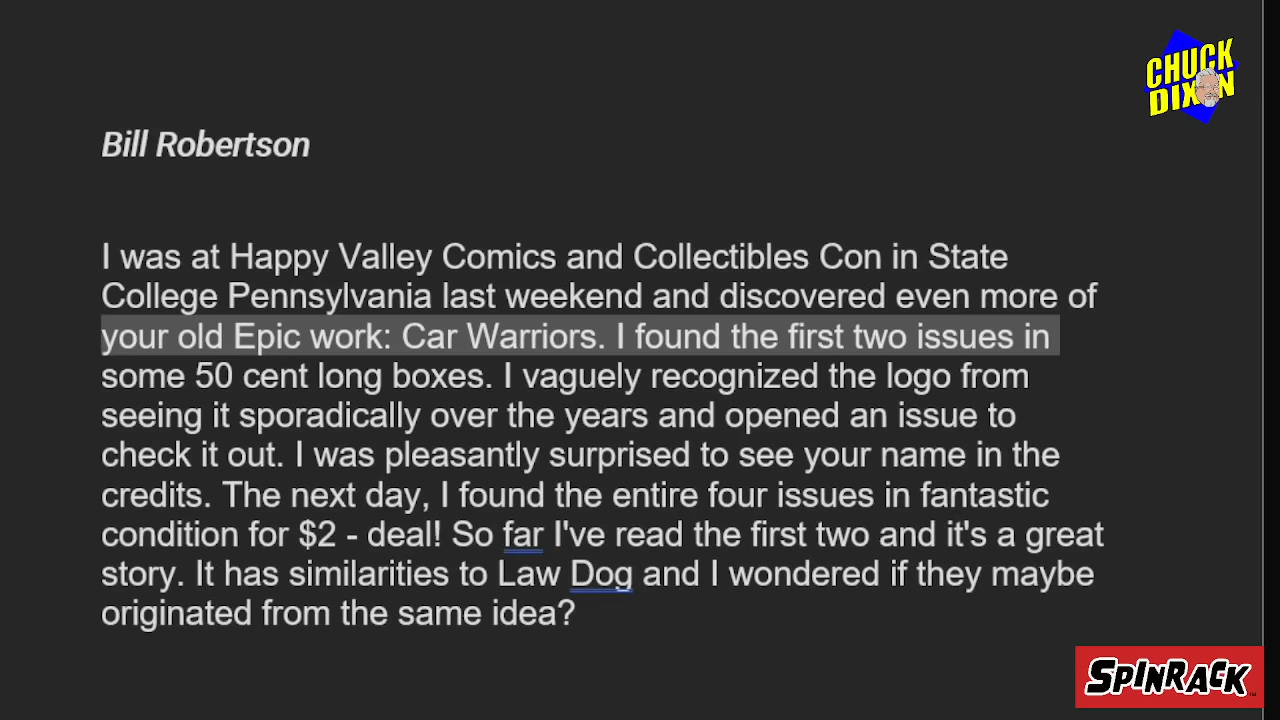 CHUCK
DIXON
Bill Robertson
I was at Happy Valley Comics and Collectibles Con in State
College Pennsylvania last weekend and discovered even more of
your old Epic work: Car Warriors. I found the first two issues in
some 50 cent long boxes. I vaguely recognized the logo from
seeing it sporadically over the years and opened an issue to
check it out. I was pleasantly surprised to see your name in the
credits. The next day, I found the entire four issues in fantastic
condition for $2 - deal! So far I've read the first two and it's a great
story. It has similarities to Law Dog and I wondered if they maybe
originated from the same idea?
SPINRACK